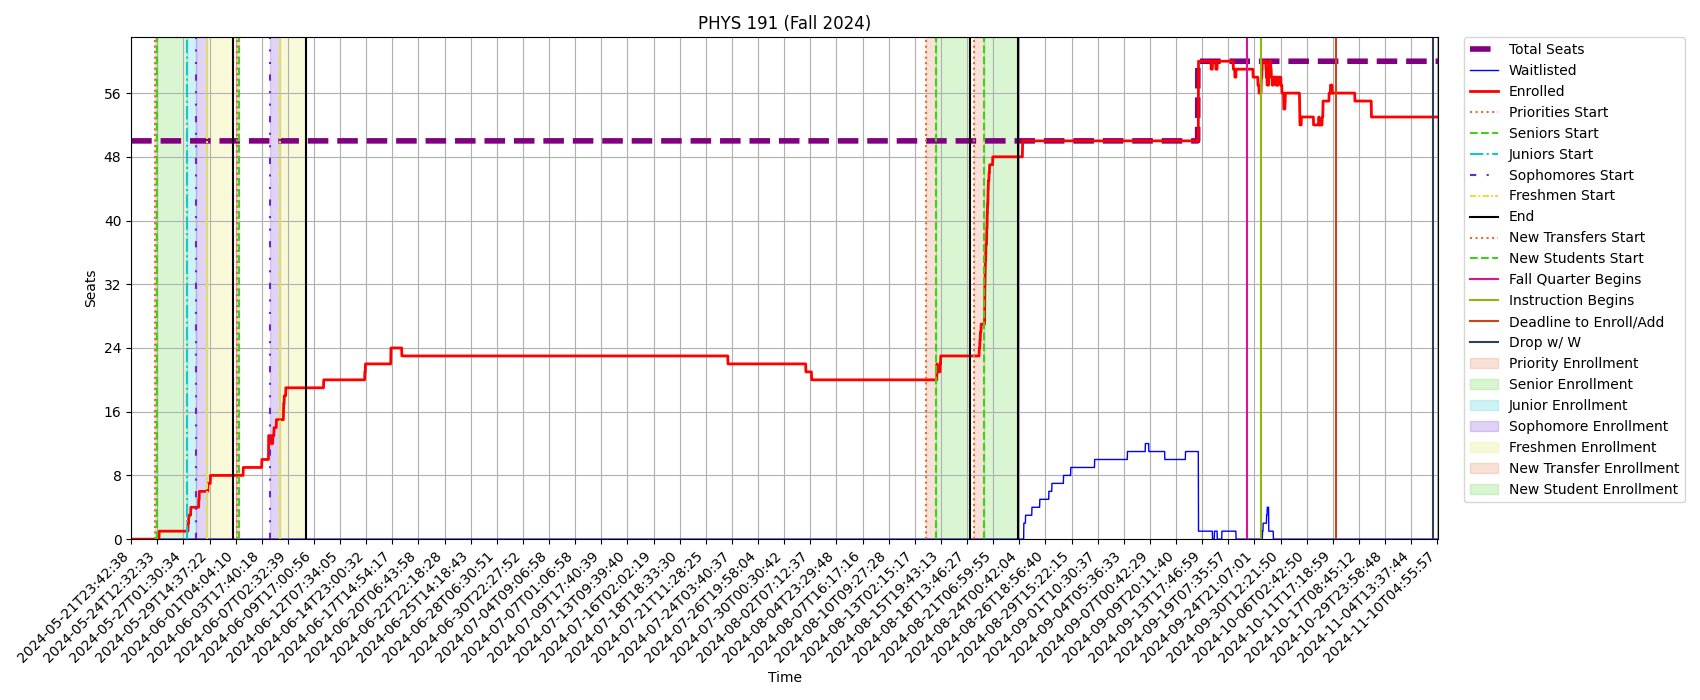 PHYS 191 (Fall 2024)
Seats
56
48
40
32
24
16
8
0
2024-05-21T23:42:38
2024-05-24T12:32:33
2024-05-27T01:30:34
2024-05-29T14:37:22
2024-06-01T04:04:10
2024-06-03T17:40:18
2024-06-07T02:32:39
2024-06-09T17:00:56
2024-06-12T07:34:05
2024-06-14T23:00:32
2024-06-17T14:54:17
2024-06-20T06:43:58
2024-06-22T22:18:28
2024-06-25T14:18:43
2024-06-28T06:30:51
2024-06-30T22:27:52
2024-07-04T09:06:58
2024-07-07T01:06:58
2024-07-09T17:40:39
2024-07-13T09:39:40
2024-07-16T02:02:19
2024-07-18T18:33:30
2024-07-21T11:28:25
2024-07-24T03:40:37
2024-07-26T19:58:04
2024-07-30T00:30:42
2024-08-02T07:12:37
2024-08-04T23:29:48
2024-08-07T16:17:16
2024-08-10T09:27:28
2024-08-13T02:15:17
2024-08-15T19:43:13
2024-08-18T13:46:27
2024-08-21T06:59:55
2024-08-24T00:42:04
2024-08-26T18:56:40
2024-08-29T15:22:15
2024-09-01T10:30:37
2024-09-04T05:36:33
2024-09-07T00:42:29
2024-09-09T20:11:40
2024-09-13T17:46:59
2024-09-19T07:35:57
2024-09-24T21:07:01
2024-09-30T12:21:50
2024-10-06T02:42:50
2024-10-11T17:18:59
2024-10-17T08:45:12
2024-10-29T23:58:48
2024-11-04T13:37:44
2024-11-10T04:55:57
Time
Total Seats
Waitlisted
Enrolled
Priorities Start
Seniors Start
Juniors Start
Sophomores Start
Freshmen Start
End
New Transfers Start
New Students Start
Fall Quarter Begins
Instruction Begins
Deadline to Enroll/Add
Drop w/ W
Priority Enrollment
Senior Enrollment
Junior Enrollment
Sophomore Enrollment
Freshmen Enrollment
New Transfer Enrollment
New Student Enrollment